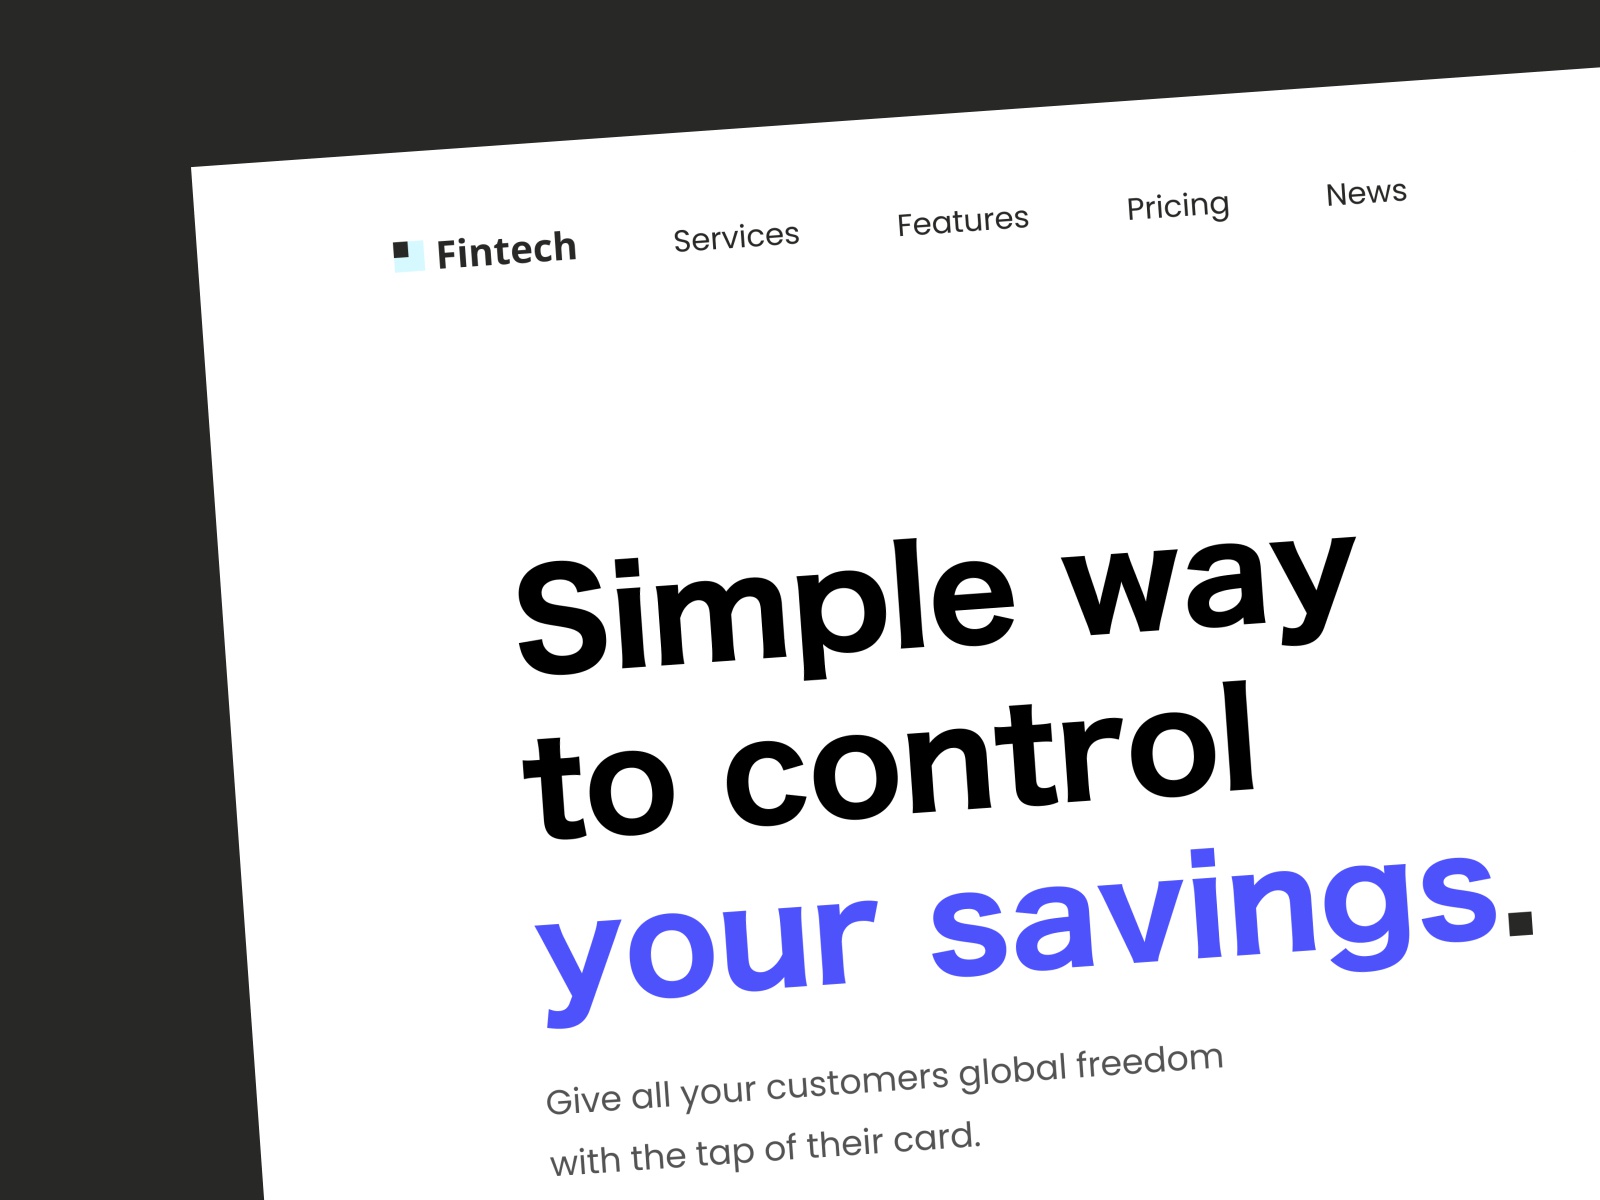 Fintech Services Features Pricing News
Simple way
to control
your savings.
Give all your customers global freedom
with the tap of their card.